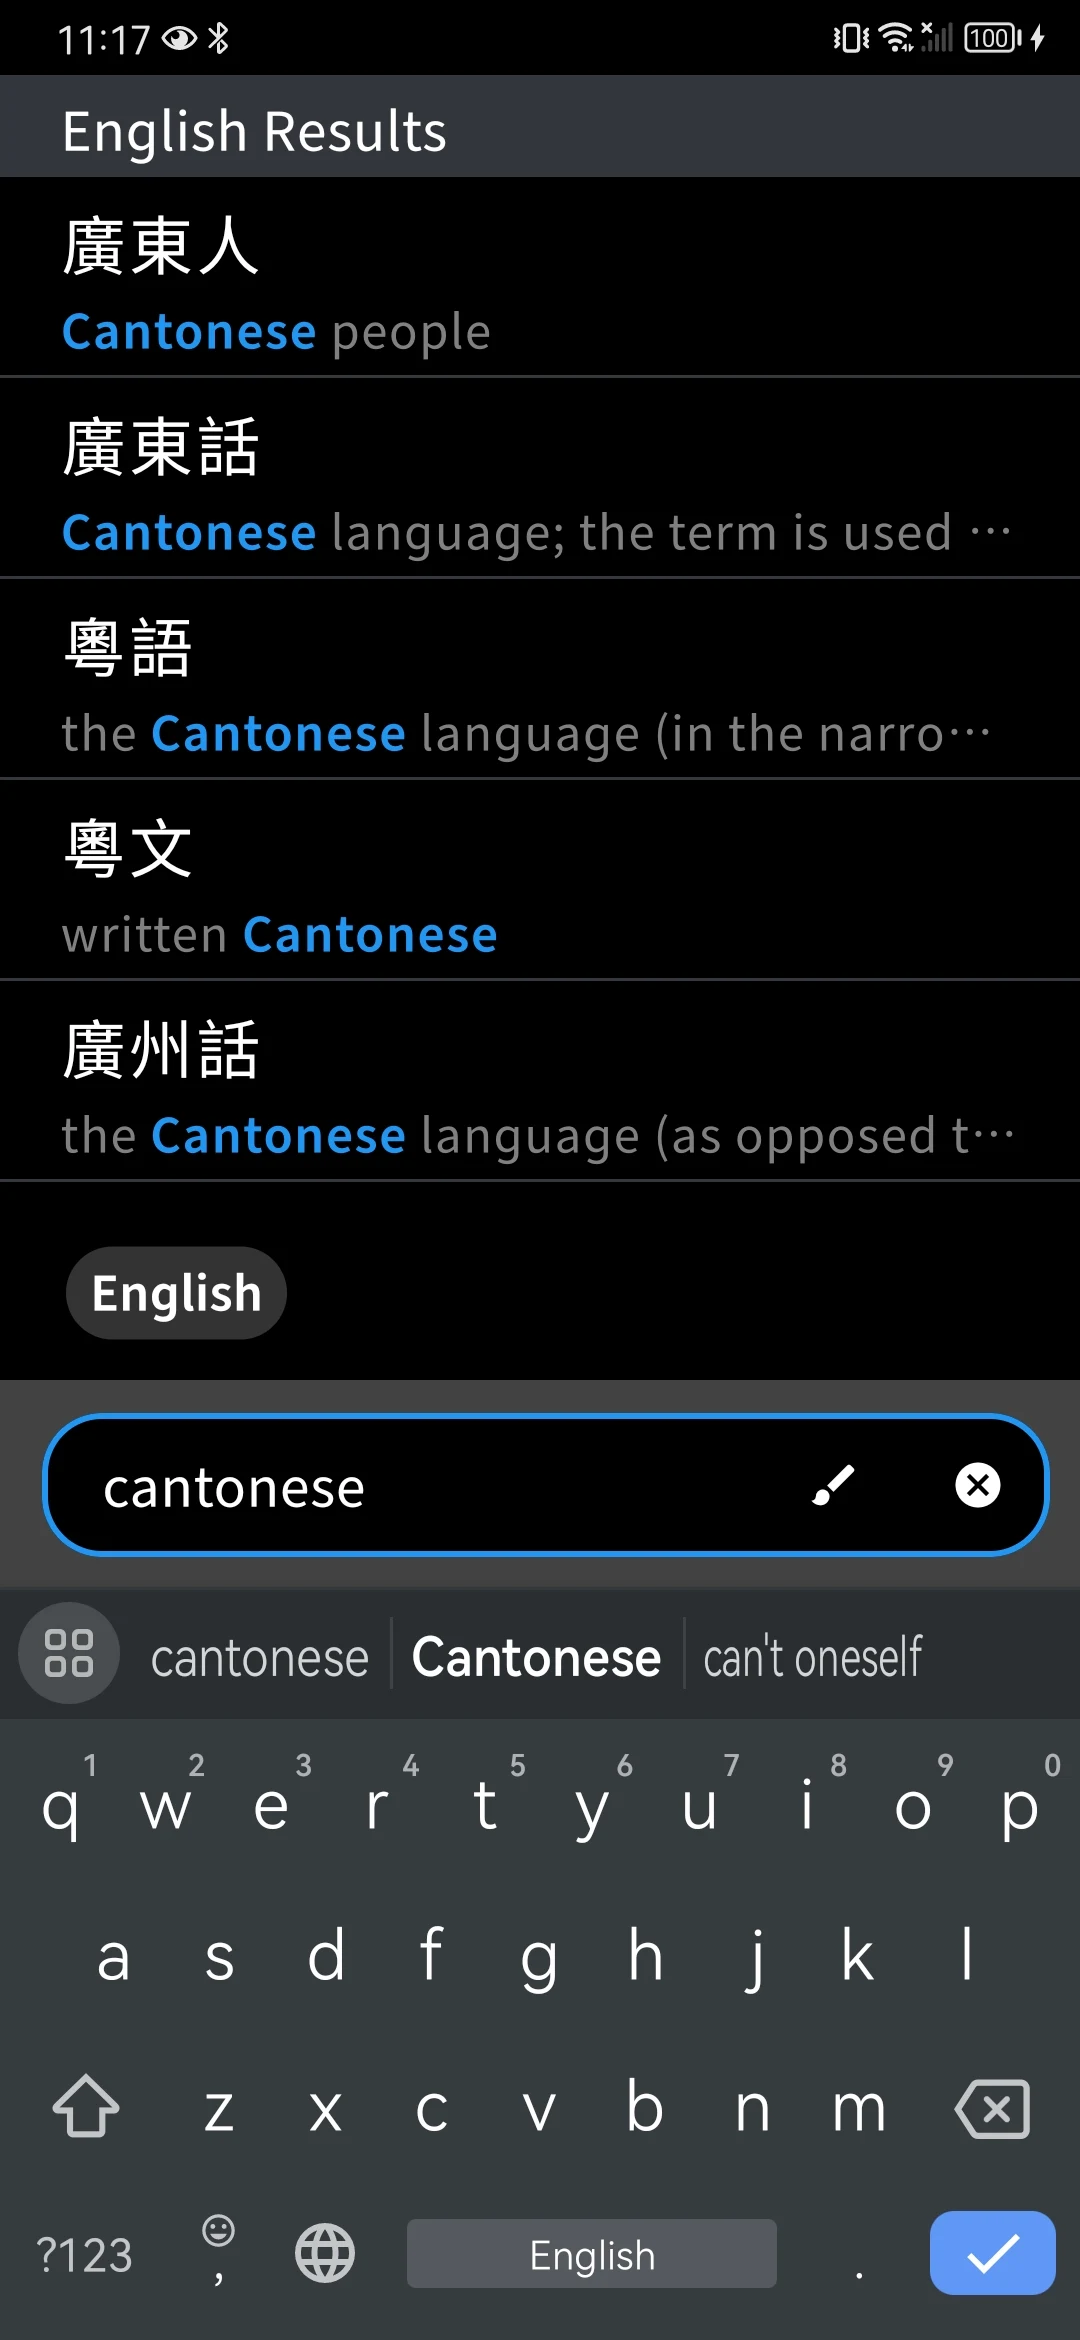 11:17 100
English Results
廣東人
Cantonese people
廣東話
Cantonese language; the term is used ···
粵語
the Cantonese language (in the narro···
粵文
written Cantonese
廣州話
the Cantonese language (as opposed t···
English
cantonese
cantonese Cantonese can't oneself
1 2 3 4 5 6 7 8 9 0
q w e r t y u i o p
a s d f g h j k l
z x c v b n m
?123 , English .